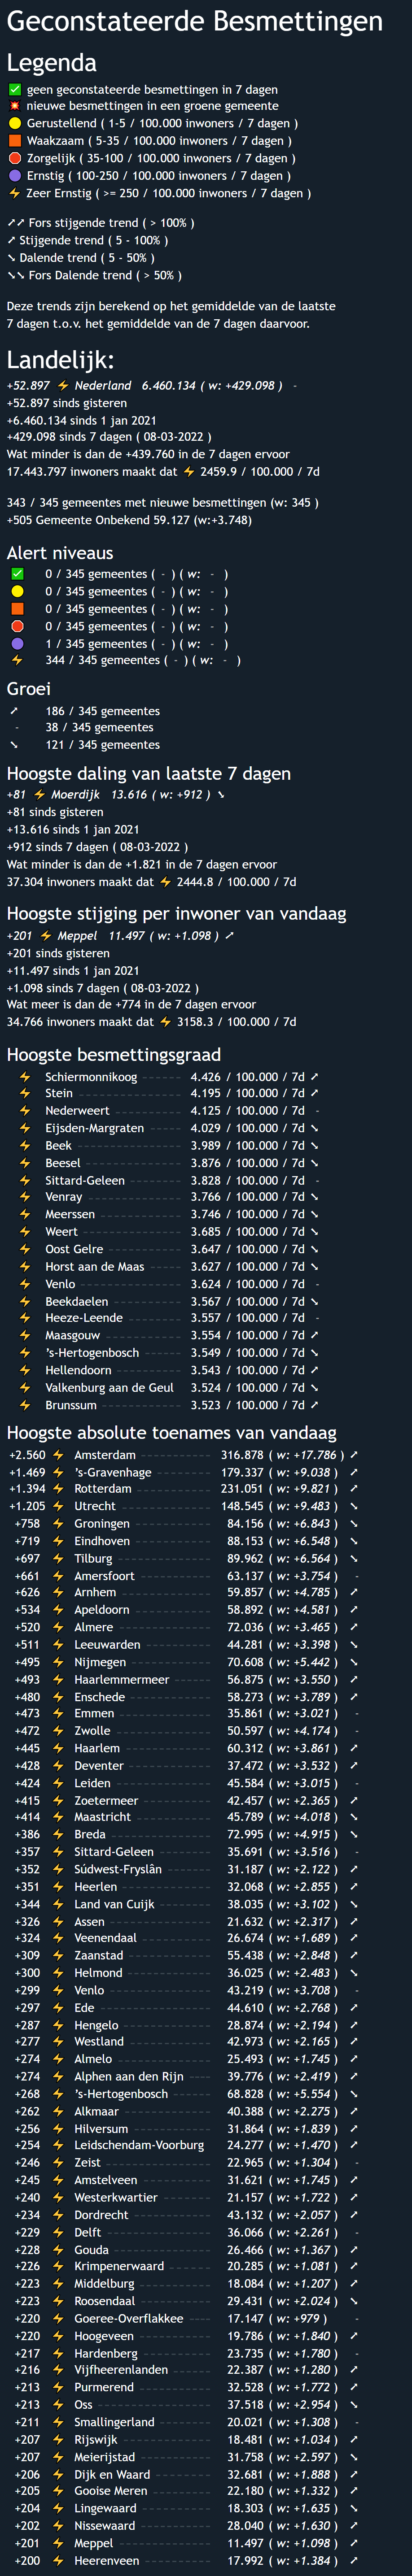 Geconstateerde Besmettingen
Legenda
✅ geen geconstateerde besmettingen in 7 dagen
💥 nieuwe besmettingen in een groene gemeente
🟡 Gerustellend ( 1-5 / 100.000 inwoners / 7 dagen )
🟧 Waakzaam ( 5-35 / 100.000 inwoners / 7 dagen )
🛑 Zorgelijk ( 35-100 / 100.000 inwoners / 7 dagen )
🟣 Ernstig ( 100-250 / 100.000 inwoners / 7 dagen )
⚡ Zeer Ernstig ( >= 250 / 100.000 inwoners / 7 dagen )
↗↗ Fors stijgende trend ( > 100% )
↗ Stijgende trend ( 5 - 100% )
↘ Dalende trend ( 5 - 50% )
↘↘ Fors Dalende trend ( > 50% )
Deze trends zijn berekend op het gemiddelde van de laatste
7 dagen t.o.v. het gemiddelde van de 7 dagen daarvoor.
Landelijk:
+52.897 ⚡ Nederland 6.460.134 ( w: +429.098 ) -
+52.897 sinds gisteren
+6.460.134 sinds 1 jan 2021
+429.098 sinds 7 dagen ( 08-03-2022 )
Wat minder is dan de +439.760 in de 7 dagen ervoor
17.443.797 inwoners maakt dat ⚡ 2459.9 / 100.000 / 7d
343 / 345 gemeentes met nieuwe besmettingen (w: 345 )
+505 Gemeente Onbekend 59.127 (w:+3.748)
Alert niveaus
✅ 0 / 345 gemeentes ( - ) ( w: - )
🟡 0 / 345 gemeentes ( - ) ( w: - )
🟧 0 / 345 gemeentes ( - ) ( w: - )
🛑 0 / 345 gemeentes ( - ) ( w: - )
🟣 1 / 345 gemeentes ( - ) ( w: - )
⚡ 344 / 345 gemeentes ( - ) ( w: - )
Groei
↗ 186 / 345 gemeentes
- 38 / 345 gemeentes
↘ 121 / 345 gemeentes
Hoogste daling van laatste 7 dagen
+81 ⚡ Moerdijk 13.616 ( w: +912 ) ↘
+81 sinds gisteren
+13.616 sinds 1 jan 2021
+912 sinds 7 dagen ( 08-03-2022 )
Wat minder is dan de +1.821 in de 7 dagen ervoor
37.304 inwoners maakt dat ⚡ 2444.8 / 100.000 / 7d
Hoogste stijging per inwoner van vandaag
+201 ⚡ Meppel 11.497 ( w: +1.098 ) ↗
+201 sinds gisteren
+11.497 sinds 1 jan 2021
+1.098 sinds 7 dagen ( 08-03-2022 )
Wat meer is dan de +774 in de 7 dagen ervoor
34.766 inwoners maakt dat ⚡ 3158.3 / 100.000 / 7d
Hoogste besmettingsgraad
⚡ Schiermonnikoog ------ 4.426 / 100.000 / 7d ↗
⚡ Stein ------ 4.195 / 100.000 / 7d ↗
⚡ Nederweert ------ 4.125 / 100.000 / 7d -
⚡ Eijsden-Margraten ------ 4.029 / 100.000 / 7d ↘
⚡ Beek ------ 3.989 / 100.000 / 7d ↘
⚡ Beesel ------ 3.876 / 100.000 / 7d ↘
⚡ Sittard-Geleen ------ 3.828 / 100.000 / 7d -
⚡ Venray ------ 3.766 / 100.000 / 7d ↘
⚡ Meerssen ------ 3.746 / 100.000 / 7d ↘
⚡ Weert ------ 3.685 / 100.000 / 7d ↘
⚡ Oost Gelre ------ 3.647 / 100.000 / 7d ↘
⚡ Horst aan de Maas ------ 3.627 / 100.000 / 7d ↘
⚡ Venlo ------ 3.624 / 100.000 / 7d -
⚡ Beekdaelen ------ 3.567 / 100.000 / 7d ↘
⚡ Heeze-Leende ------ 3.557 / 100.000 / 7d -
⚡ Maasgouw ------ 3.554 / 100.000 / 7d ↗
⚡ 's-Hertogenbosch ------ 3.549 / 100.000 / 7d ↘
⚡ Hellendoorn ------ 3.543 / 100.000 / 7d ↗
⚡ Valkenburg aan de Geul 3.524 / 100.000 / 7d ↘
⚡ Brunssum ------ 3.523 / 100.000 / 7d ↗
Hoogste absolute toenames van vandaag
+2.560 ⚡ Amsterdam ------ 316.878 ( w: +17.786 ) ↗
+1.469 ⚡ 's-Gravenhage ------ 179.337 ( w: +9.038 ) ↗
+1.394 ⚡ Rotterdam ------ 231.051 ( w: +9.821 ) ↗
+1.205 ⚡ Utrecht ------ 148.545 ( w: +9.483 ) ↘
+758 ⚡ Groningen ------ 84.156 ( w: +6.843 ) ↘
+719 ⚡ Eindhoven ------ 88.153 ( w: +6.548 ) ↘
+697 ⚡ Tilburg ------ 89.962 ( w: +6.564 ) ↘
+661 ⚡ Amersfoort ------ 63.137 ( w: +3.754 ) -
+626 ⚡ Arnhem ------ 59.857 ( w: +4.785 ) ↗
+534 ⚡ Apeldoorn ------ 58.892 ( w: +4.581 ) ↗
+520 ⚡ Almere ------ 72.036 ( w: +3.465 ) ↗
+511 ⚡ Leeuwarden ------ 44.281 ( w: +3.398 ) ↘
+495 ⚡ Nijmegen ------ 70.608 ( w: +5.442 ) ↘
+493 ⚡ Haarlemmermeer ------ 56.875 ( w: +3.550 ) ↗
+480 ⚡ Enschede ------ 58.273 ( w: +3.789 ) ↗
+473 ⚡ Emmen ------ 35.861 ( w: +3.021 ) -
+472 ⚡ Zwolle ------ 50.597 ( w: +4.174 ) -
+445 ⚡ Haarlem ------ 60.312 ( w: +3.861 ) ↗
+428 ⚡ Deventer ------ 37.472 ( w: +3.532 ) ↗
+424 ⚡ Leiden ------ 45.584 ( w: +3.015 ) -
+415 ⚡ Zoetermeer ------ 42.457 ( w: +2.365 ) ↗
+414 ⚡ Maastricht ------ 45.789 ( w: +4.018 ) ↘
+386 ⚡ Breda ------ 72.995 ( w: +4.915 ) ↘
+357 ⚡ Sittard-Geleen ------ 35.691 ( w: +3.516 ) -
+352 ⚡ Súdwest-Fryslân ------ 31.187 ( w: +2.122 ) ↗
+351 ⚡ Heerlen ------ 32.068 ( w: +2.855 ) ↗
+344 ⚡ Land van Cuijk ------ 38.035 ( w: +3.102 ) ↘
+326 ⚡ Assen ------ 21.632 ( w: +2.317 ) ↗
+324 ⚡ Veenendaal ------ 26.674 ( w: +1.689 ) ↗
+309 ⚡ Zaanstad ------ 55.438 ( w: +2.848 ) ↗
+300 ⚡ Helmond ------ 36.025 ( w: +2.483 ) ↘
+299 ⚡ Venlo ------ 43.219 ( w: +3.708 ) -
+297 ⚡ Ede ------ 44.610 ( w: +2.768 ) ↗
+287 ⚡ Hengelo ------ 28.874 ( w: +2.194 ) ↗
+277 ⚡ Westland ------ 42.973 ( w: +2.165 ) ↗
+274 ⚡ Almelo ------ 25.493 ( w: +1.745 ) ↗
+274 ⚡ Alphen aan den Rijn ---- 39.776 ( w: +2.419 ) ↗
+268 ⚡ 's-Hertogenbosch ------ 68.828 ( w: +5.554 ) ↘
+262 ⚡ Alkmaar ------ 40.388 ( w: +2.275 ) ↗
+256 ⚡ Hilversum ------ 31.864 ( w: +1.839 ) ↗
+254 ⚡ Leidschendam-Voorburg 24.277 ( w: +1.470 ) ↗
+246 ⚡ Zeist ------ 22.965 ( w: +1.304 ) -
+245 ⚡ Amstelveen ------ 31.621 ( w: +1.745 ) ↗
+240 ⚡ Westerkwartier ------ 21.157 ( w: +1.722 ) ↗
+234 ⚡ Dordrecht ------ 43.132 ( w: +2.057 ) ↗
+229 ⚡ Delft ------ 36.066 ( w: +2.261 ) -
+228 ⚡ Gouda ------ 26.466 ( w: +1.367 ) ↗
+226 ⚡ Krimpenerwaard ------ 20.285 ( w: +1.081 ) ↗
+223 ⚡ Middelburg ------ 18.084 ( w: +1.207 ) ↗
+223 ⚡ Roosendaal ------ 29.431 ( w: +2.024 ) ↘
+220 ⚡ Goeree-Overflakkee ---- 17.147 ( w: +979 ) -
+220 ⚡ Hoogeveen ------ 19.786 ( w: +1.840 ) ↗
+217 ⚡ Hardenberg ------ 23.735 ( w: +1.780 ) -
+216 ⚡ Vijfheerenlanden ------ 22.387 ( w: +1.280 ) ↗
+213 ⚡ Purmerend ------ 32.528 ( w: +1.772 ) ↗
+213 ⚡ Oss ------ 37.518 ( w: +2.954 ) ↘
+211 ⚡ Smallingerland ------ 20.021 ( w: +1.308 ) -
+207 ⚡ Rijswijk ------ 18.481 ( w: +1.034 ) ↗
+207 ⚡ Meierijstad ------ 31.758 ( w: +2.597 ) ↘
+206 ⚡ Dijk en Waard ------ 32.681 ( w: +1.888 ) ↗
+205 ⚡ Gooise Meren ------ 22.180 ( w: +1.332 ) ↗
+204 ⚡ Lingewaard ------ 18.303 ( w: +1.635 ) ↘
+202 ⚡ Nissewaard ------ 28.040 ( w: +1.630 ) ↗
+201 ⚡ Meppel ------ 11.497 ( w: +1.098 ) ↗
+200 ⚡ Heerenveen ------ 17.992 ( w: +1.384 ) ↗